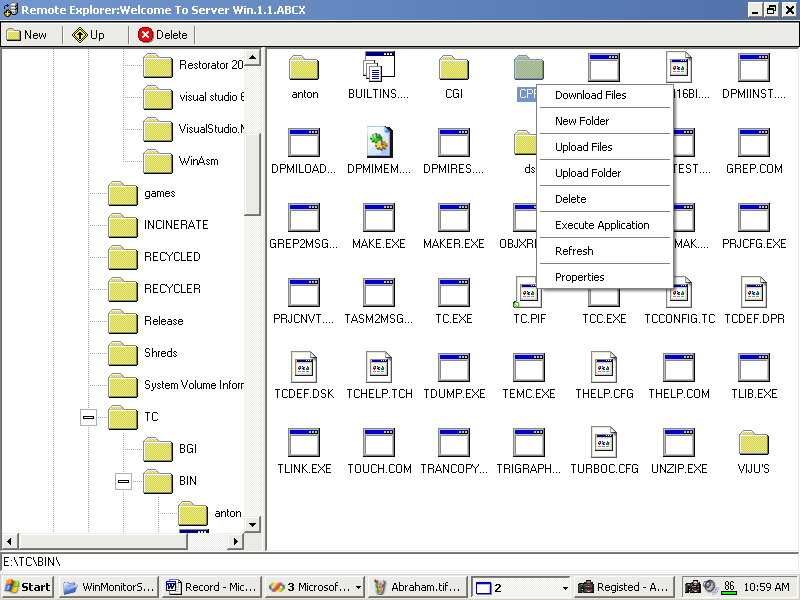 Remote Explorer:Welcome To Server Win.1.1.ABCX
New
Up
Delete
Restorator 20
visual studio 6
VisualStudio.N
WinAsm
games
INCINERATE
RECYCLED
RECYCLER
Release
Shreds
System Volume Inforr
TC
BGI
BIN
anton
anton
BUILTINS....
CGI
CPP
16BI....
DPMIINST....
DPMILOAD...
DPMIMEM....
DPMIRES....
ds
TEST....
GREP.COM
GREP2MSG...
MAKE.EXE
MAKER.EXE
OBJXR
MAK....
PRJCFG.EXE
PRJCNVT....
TASM2MSG...
TC.EXE
TC.PIF
TCC.EXE
TCCONFIG.TC
TCDEF.DPR
TCDEF.DSK
TCHELP.TCH
TDUMP.EXE
TEMC.EXE
THELP.CFG
THELP.COM
TLIB.EXE
TLINK.EXE
TOUCH.COM
TRANCOPY...
TRIGRAPH...
TURBOC.CFG
UNZIP.EXE
VIJU'S
Download Files
New Folder
Upload Files
Upload Folder
Delete
Execute Application
Refresh
Properties
E:\TC\BIN\
Start
WinMonitorS...
Record - Mic...
3 Microsof...
Abraham.tif...
2
Registed - A...
86
10:59 AM